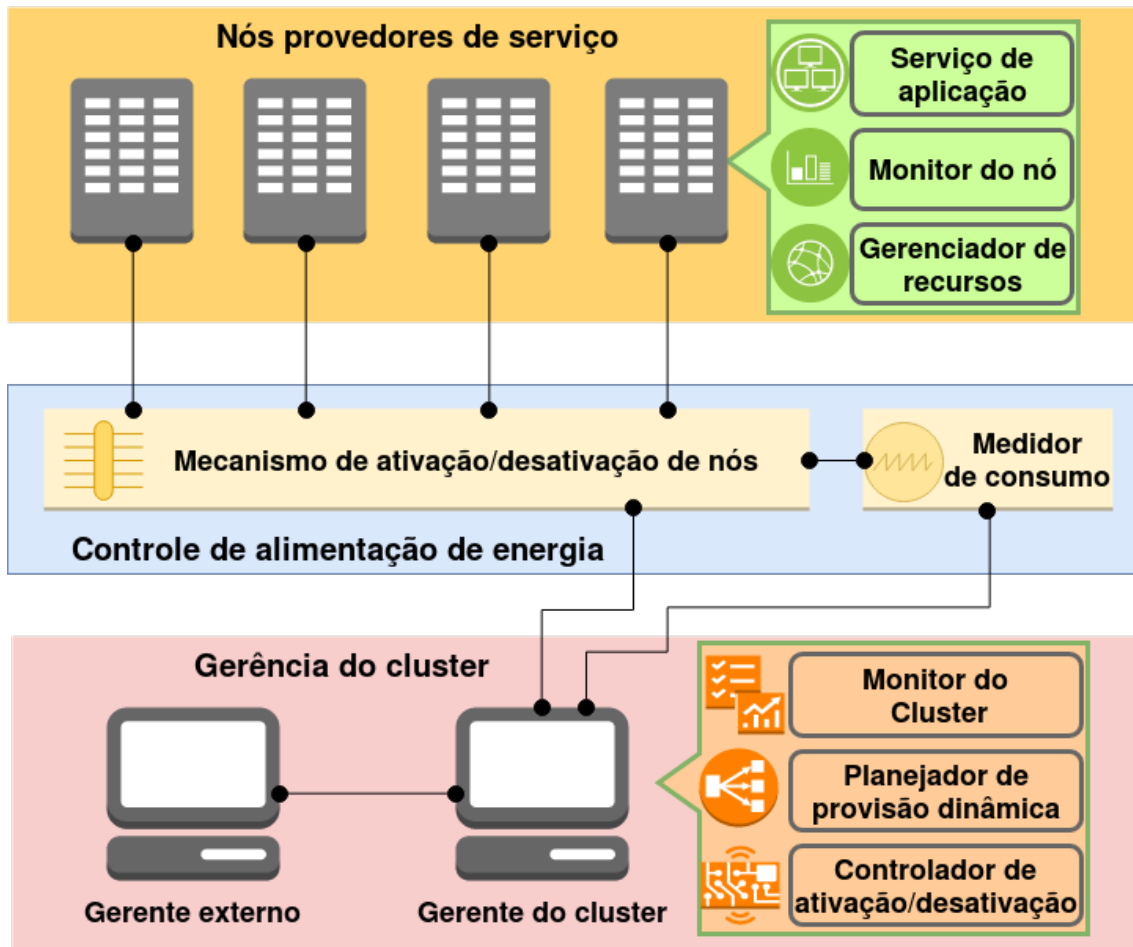 Nós provedores de serviço
Serviço de
aplicação
Monitor do nó
Gerenciador de
recursos
Mecanismo de ativação/desativação de nós
Medidor
de consumo
Controle de alimentação de energia
Gerência do cluster
Monitor do
Cluster
Planejador de
provisão dinâmica
Controlador de
ativação/desativação
Gerente externo
Gerente do cluster